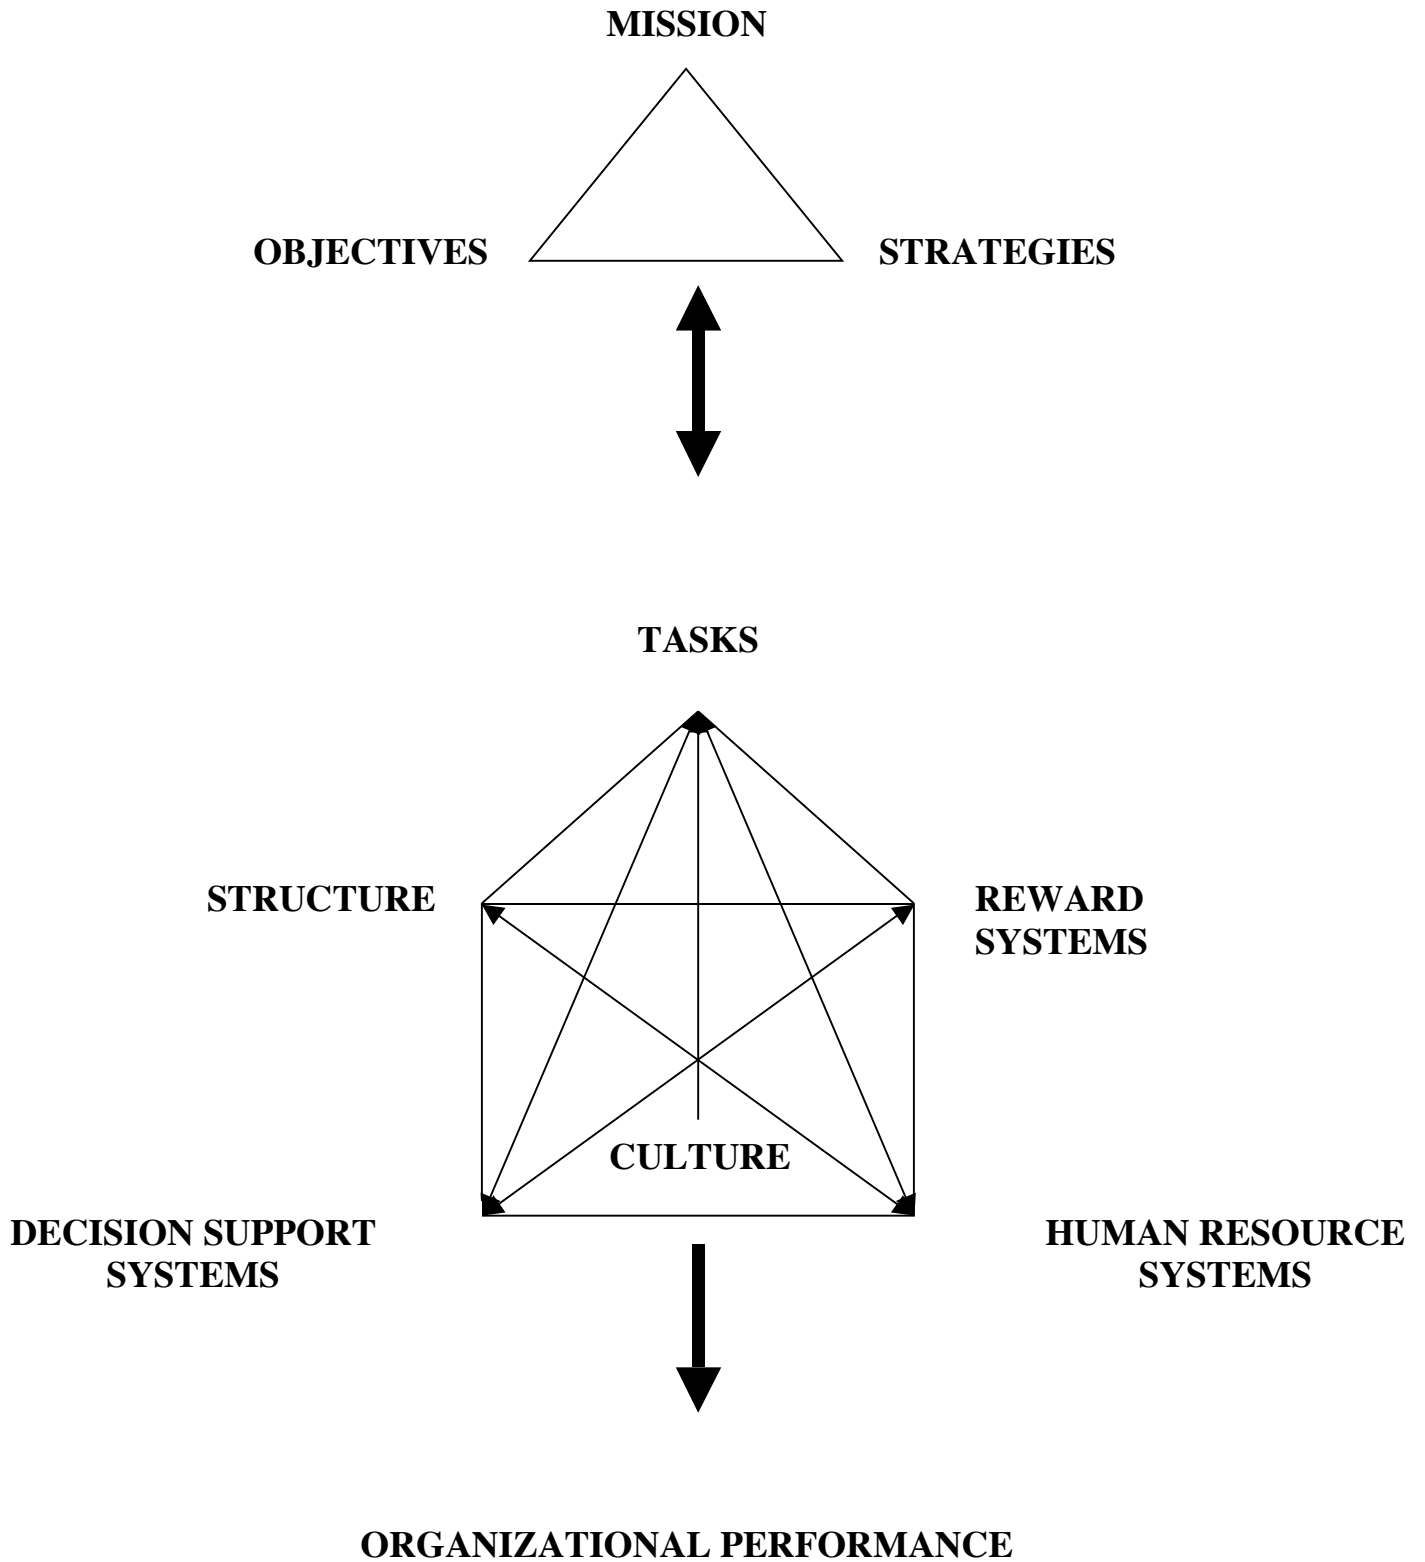 MISSION
OBJECTIVES
STRATEGIES
TASKS
STRUCTURE
REWARD
SYSTEMS
CULTURE
DECISION SUPPORT
SYSTEMS
HUMAN RESOURCE
SYSTEMS
ORGANIZATIONAL PERFORMANCE